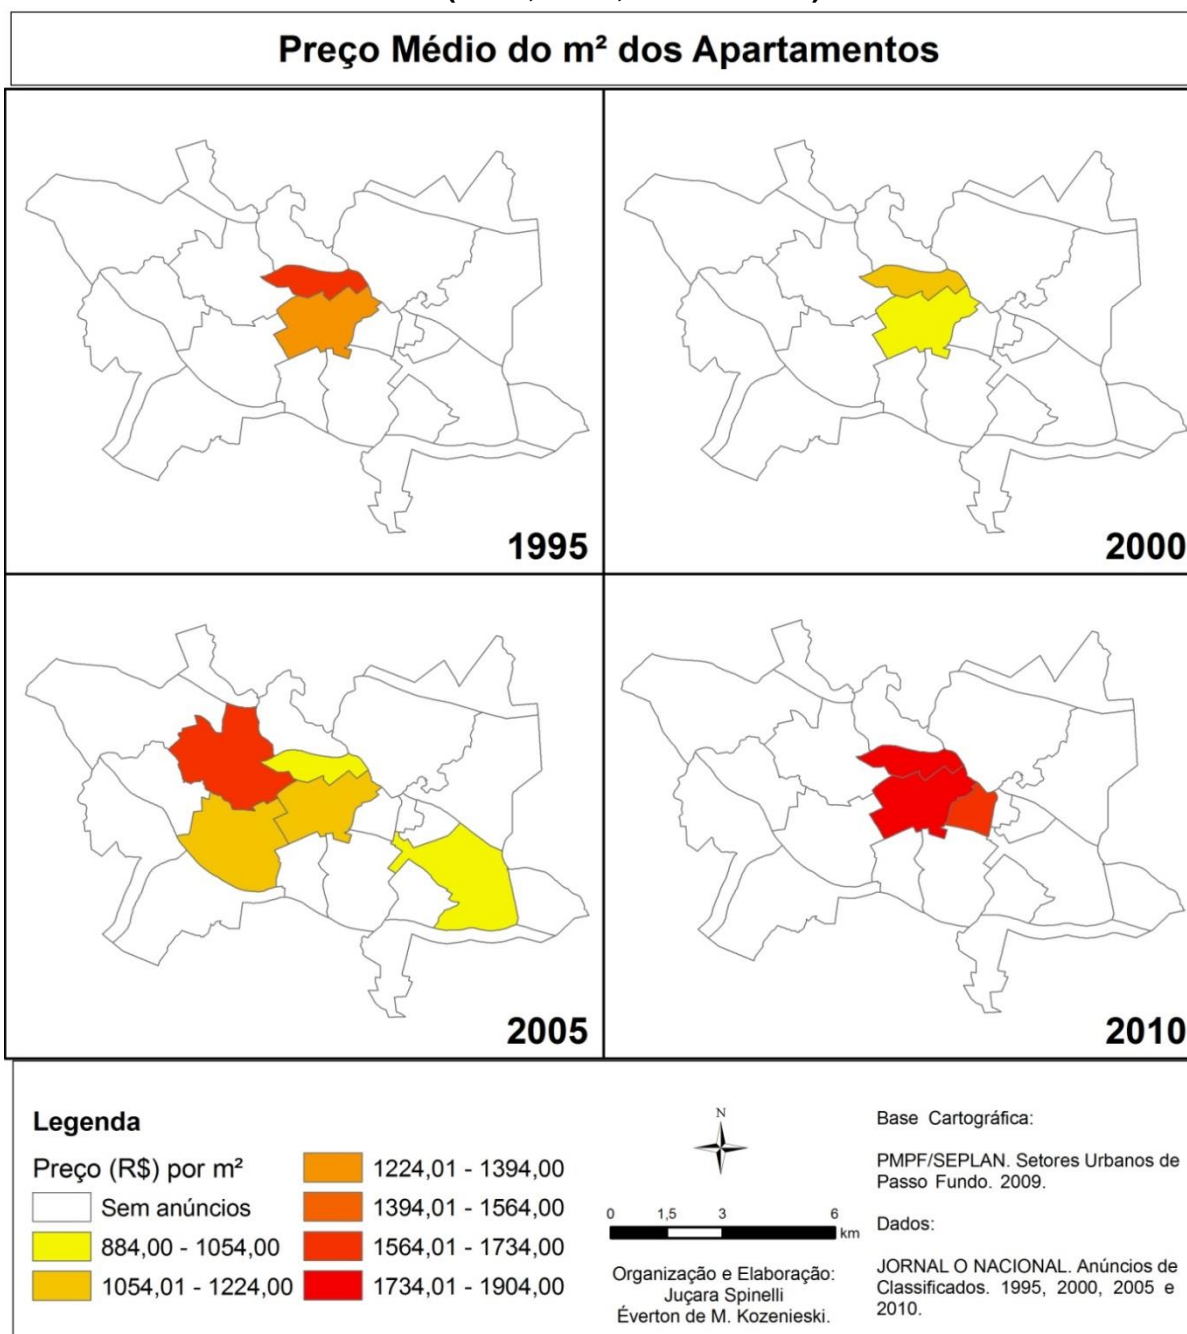 Preço Médio do m² dos Apartamentos
1995
2000
2005
2010
Legenda
Preço (R$) por m²
Sem anúncios
884,00 - 1054,00
1054,01 - 1224,00
1224,01 - 1394,00
1394,01 - 1564,00
1564,01 - 1734,00
1734,01 - 1904,00
N
0 1,5 3 6
km
Organização e Elaboração:
Juçara Spinelli
Éverton de M. Kozenieski.
Base Cartográfica:
PMPF/SEPLAN. Setores Urbanos de
Passo Fundo. 2009.
Dados:
JORNAL O NACIONAL. Anúncios de
Classificados. 1995, 2000, 2005 e
2010.